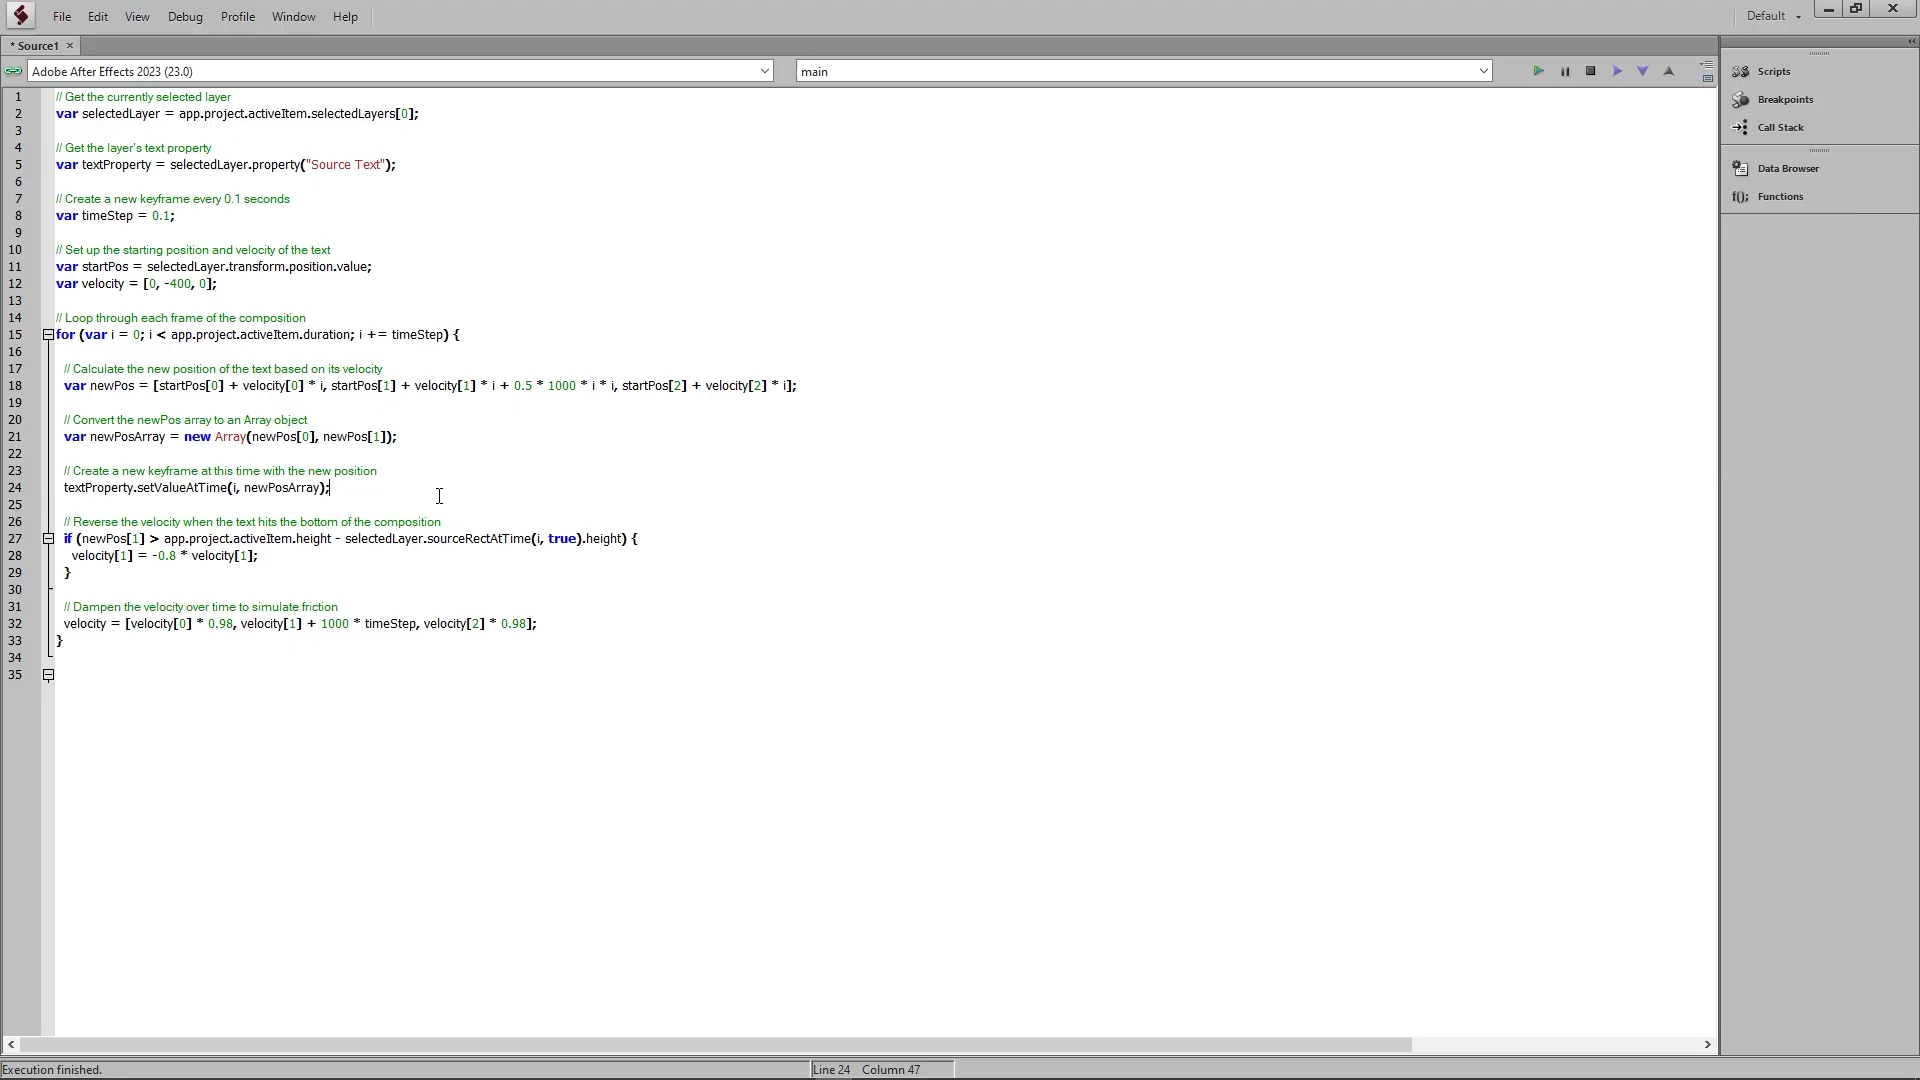 File Edit View Debug Profile Window Help
Default
* Source1
Adobe After Effects 2023 (23.0)
main
1 // Get the currently selected layer
2 var selectedLayer = app.project.activeItem.selectedLayers[0];
3
4 // Get the layer's text property
5 var textProperty = selectedLayer.property("Source Text");
6
7 // Create a new keyframe every 0.1 seconds
8 var timeStep = 0.1;
9
10 // Set up the starting position and velocity of the text
11 var startPos = selectedLayer.transform.position.value;
12 var velocity = [0, -400, 0];
13
14 // Loop through each frame of the composition
15 for (var i = 0; i < app.project.activeItem.duration; i += timeStep) {
16
17 // Calculate the new position of the text based on its velocity
18 var newPos = [startPos[0] + velocity[0] * i, startPos[1] + velocity[1] * i + 0.5 * 1000 * i * i, startPos[2] + velocity[2] * i];
19
20 // Convert the newPos array to an Array object
21 var newPosArray = new Array(newPos[0], newPos[1]);
22
23 // Create a new keyframe at this time with the new position
24 textProperty.setValueAtTime(i, newPosArray);
25
26 // Reverse the velocity when the text hits the bottom of the composition
27 if (newPos[1] > app.project.activeItem.height - selectedLayer.sourceRectAtTime(i, true).height) {
28 velocity[1] = -0.8 * velocity[1];
29 }
30
31 // Dampen the velocity over time to simulate friction
32 velocity = [velocity[0] * 0.98, velocity[1] + 1000 * timeStep, velocity[2] * 0.98];
33 }
34
35
Scripts
Breakpoints
Call Stack
Data Browser
f(); Functions
Execution finished.
Line 24 Column 47